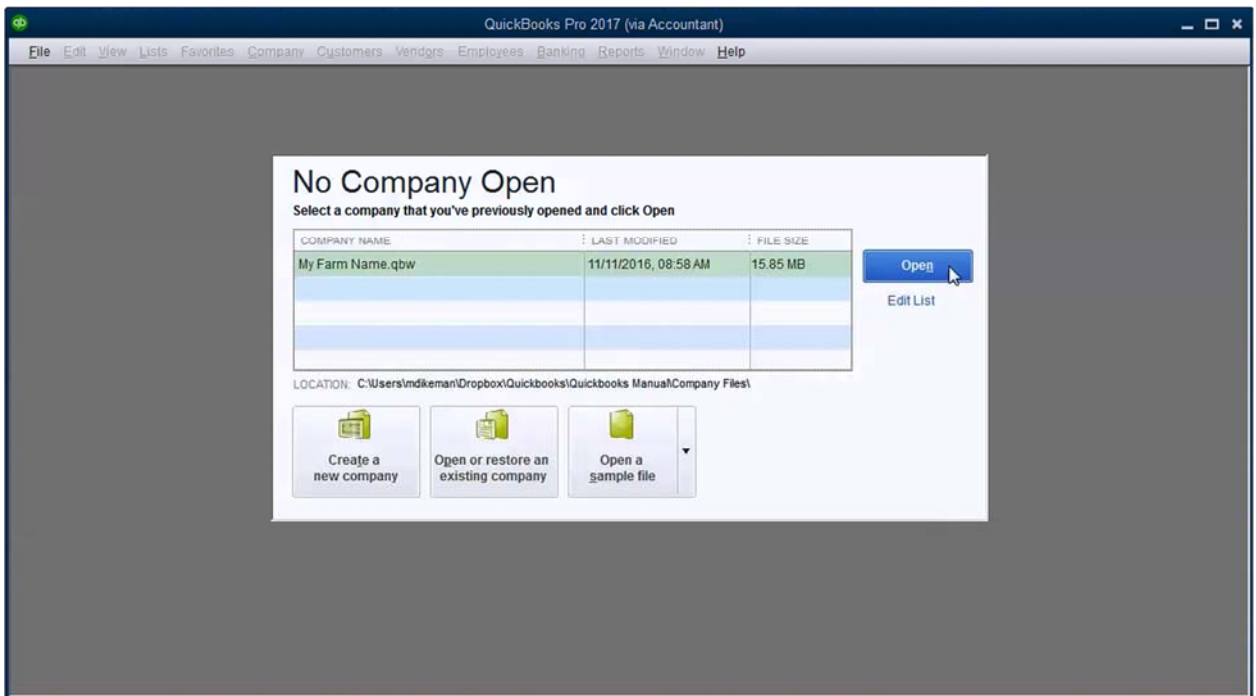 qb QuickBooks Pro 2017 (via Accountant)
File Edit View Lists Favorites Company Customers Vendors Employees Banking Reports Window Help
No Company Open
Select a company that you've previously opened and click Open
COMPANY NAME LAST MODIFIED FILE SIZE
My Farm Name.qbw 11/11/2016, 08:58 AM 15.85 MB
Open
Edit List
LOCATION: C:\Users\mdikeman\Dropbox\Quickbooks\Quickbooks Manual\Company Files\
Create a
new company
Open or restore an
existing company
Open a
sample file